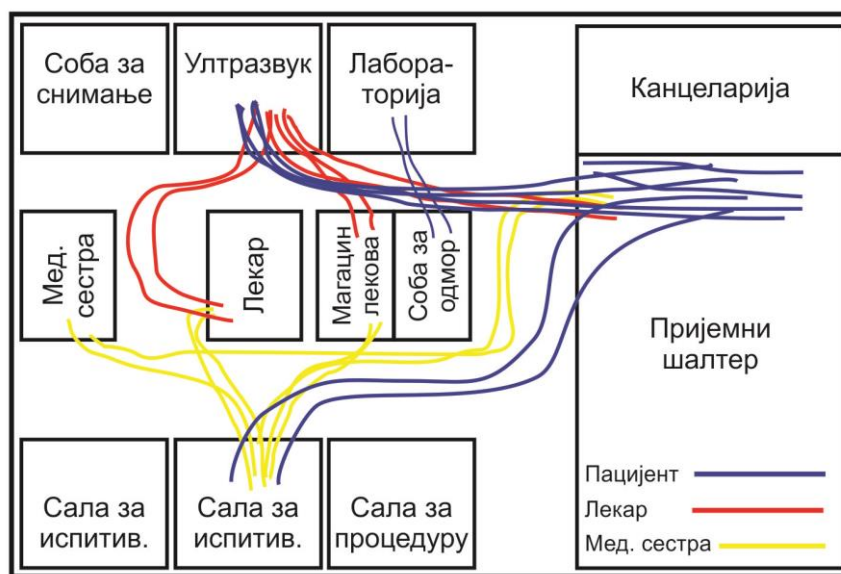 Соба за
снимање
Ултразвук
Лабора-
торија
Канцеларија
Мед.
сестра
Лекар
Магацин
лекова
Соба за
одмор
Пријемни
шалтер
Сала за
испитив.
Сала за
испитив.
Сала за
процедуру
Пацијент
Лекар
Мед. сестра